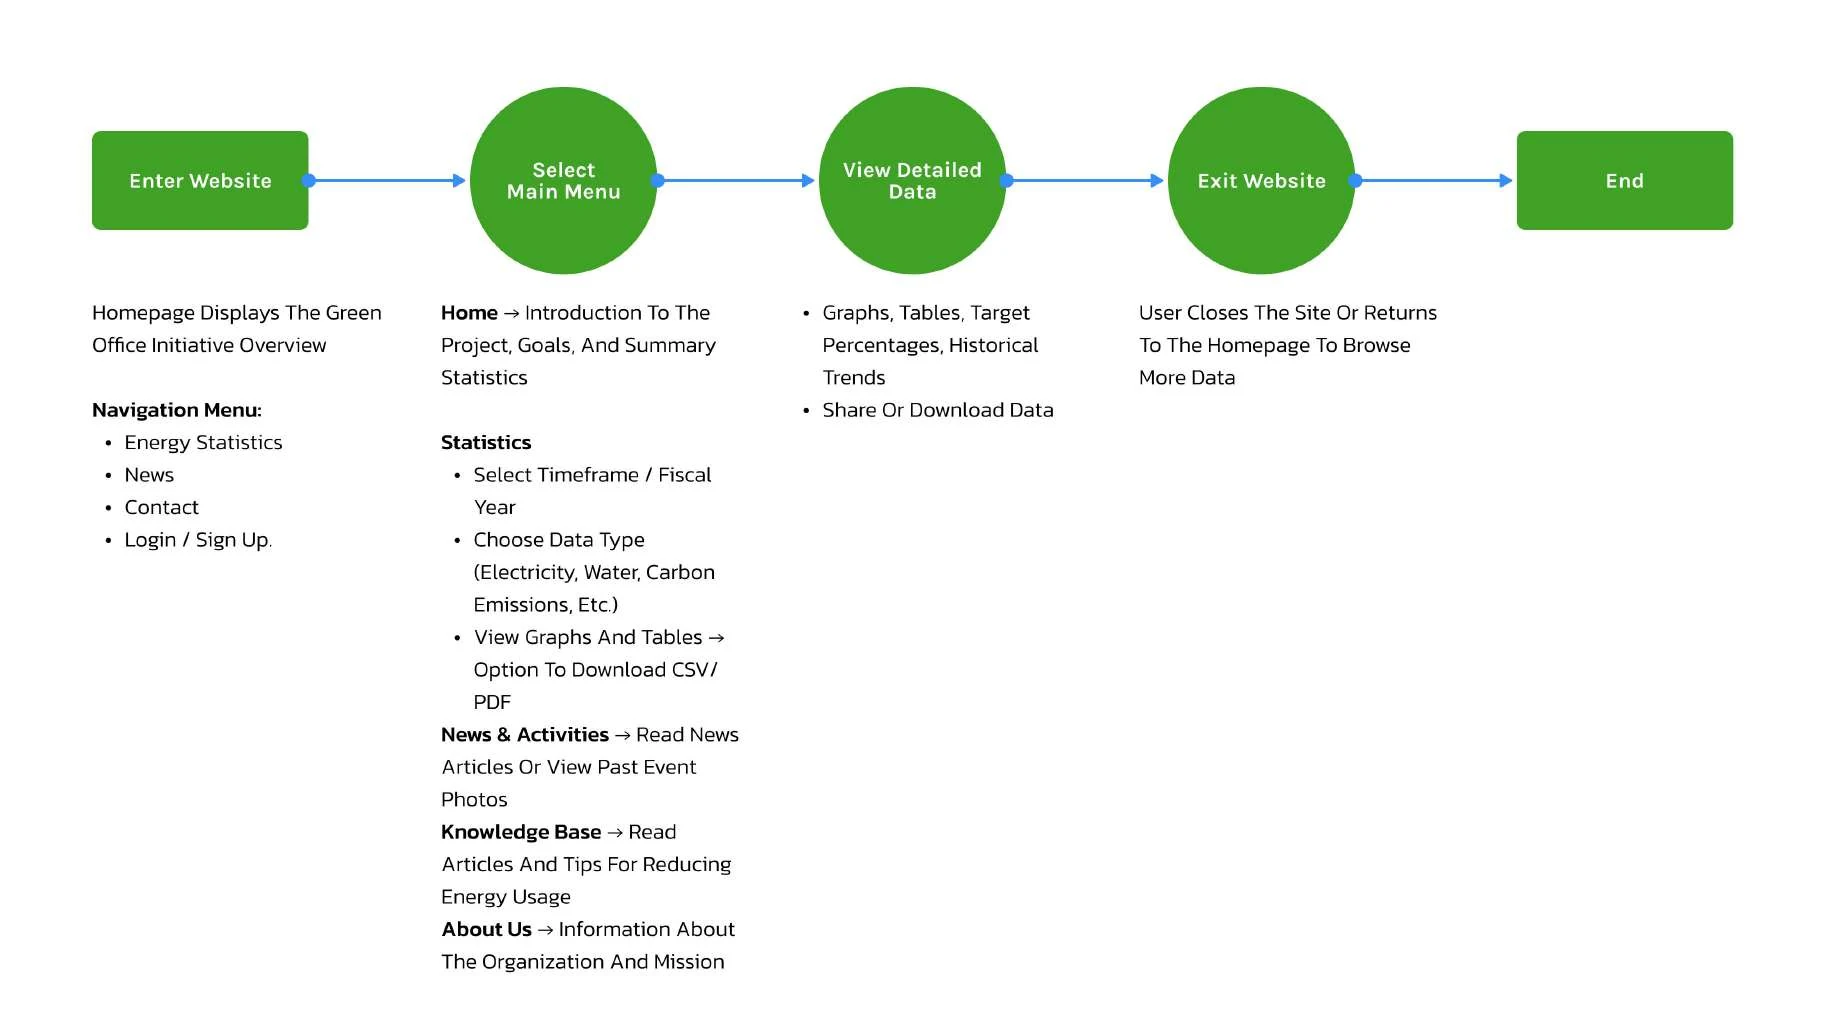 Enter Website
Select
Main Menu
View Detailed
Data
Exit Website
End
Homepage Displays The Green
Office Initiative Overview
Navigation Menu:
• Energy Statistics
• News
• Contact
• Login / Sign Up.
Home → Introduction To The
Project, Goals, And Summary
Statistics
Statistics
• Select Timeframe / Fiscal
Year
• Choose Data Type
(Electricity, Water, Carbon
Emissions, Etc.)
• View Graphs And Tables →
Option To Download CSV/
PDF
News & Activities → Read News
Articles Or View Past Event
Photos
Knowledge Base → Read
Articles And Tips For Reducing
Energy Usage
About Us → Information About
The Organization And Mission
• Graphs, Tables, Target
Percentages, Historical
Trends
• Share Or Download Data
User Closes The Site Or Returns
To The Homepage To Browse
More Data